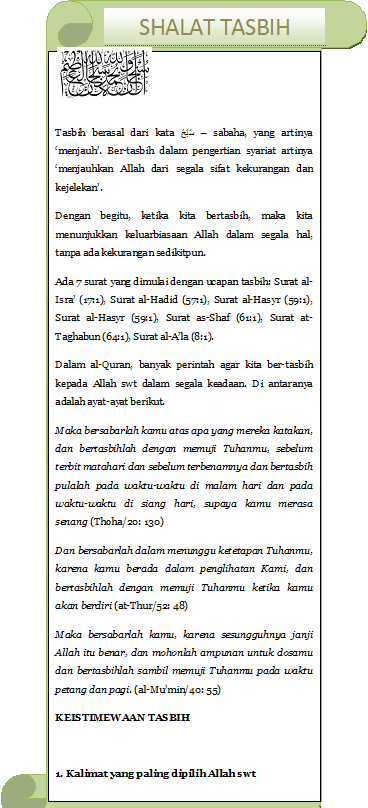 SHALAT TASBIH
Tasbih berasal dari kata سَبَحَ – sabaha, yang artinya
'menjauh'. Ber-tasbih dalam pengertian syariat artinya
'menjauhkan Allah dari segala sifat kekurangan dan
kejelekan'.
Dengan begitu, ketika kita bertasbih, maka kita
menunjukkan keluarbiasaan Allah dalam segala hal,
tanpa ada kekurangan sedikitpun.
Ada 7 surat yang dimulai dengan ucapan tasbih: Surat al-
Isra' (17:1), Surat al-Hadid (57:1), Surat al-Hasyr (59:1),
Surat al-Hasyr (59:1), Surat as-Shaf (61:1), Surat at-
Taghabun (64:1), Surat al-A'la (8:1).
Dalam al-Quran, banyak perintah agar kita ber-tasbih
kepada Allah swt dalam segala keadaan. Di antaranya
adalah ayat-ayat berikut.
Maka bersabarlah kamu atas apa yang mereka katakan,
dan bertasbihlah dengan memuji Tuhanmu, sebelum
terbit matahari dan sebelum terbenamnya dan bertasbih
pulalah pada waktu-waktu di malam hari dan pada
waktu-waktu di siang hari, supaya kamu merasa
senang (Thoha/20: 130)
Dan bersabarlah dalam menunggu ketetapan Tuhanmu,
karena kamu berada dalam penglihatan Kami, dan
bertasbihlah dengan memuji Tuhanmu ketika kamu
akan berdiri (at-Thur/52: 48)
Maka bersabarlah kamu, karena sesungguhnya janji
Allah itu benar, dan mohonlah ampunan untuk dosamu
dan bertasbihlah sambil memuji Tuhanmu pada waktu
petang dan pagi. (al-Mu'min/40: 55)
KEISTIMEWAAN TASBIH
1. Kalimat yang paling dipilih Allah swt